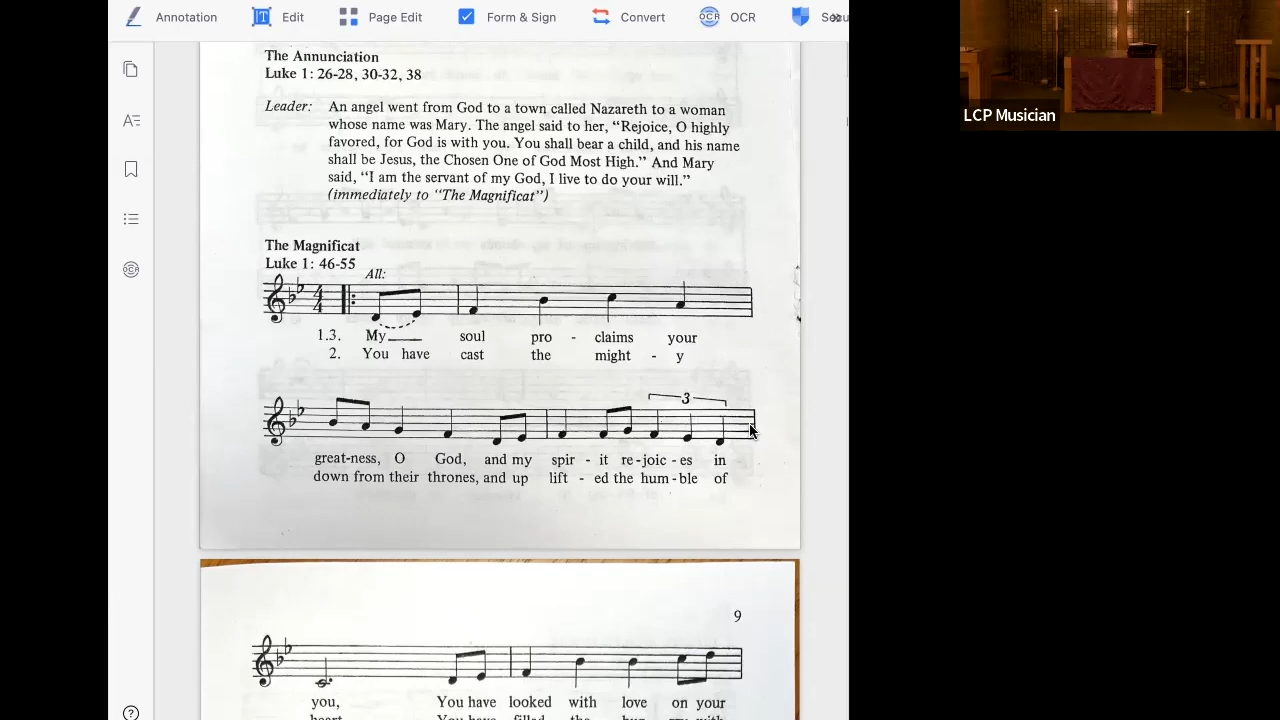 Annotation Edit Page Edit Form & Sign Convert OCR OCR
The Annunciation
Luke 1: 26-28, 30-32, 38
Leader: An angel went from God to a town called Nazareth to a woman
whose name was Mary. The angel said to her, “Rejoice, O highly
favored, for God is with you. You shall bear a child, and his name
shall be Jesus, the Chosen One of God Most High.” And Mary
said, “I am the servant of my God, I live to do your will.”
(immediately to “The Magnificat”)
The Magnificat
Luke 1: 46-55
All:
4
4
1.3. My___ soul pro - claims your
2. You have cast the might - y
3
great-ness, O God, and my spir - it re-joic - es in
down from their thrones, and up lift - ed the hum-ble of
9
you, You have looked with love on your
LCP Musician